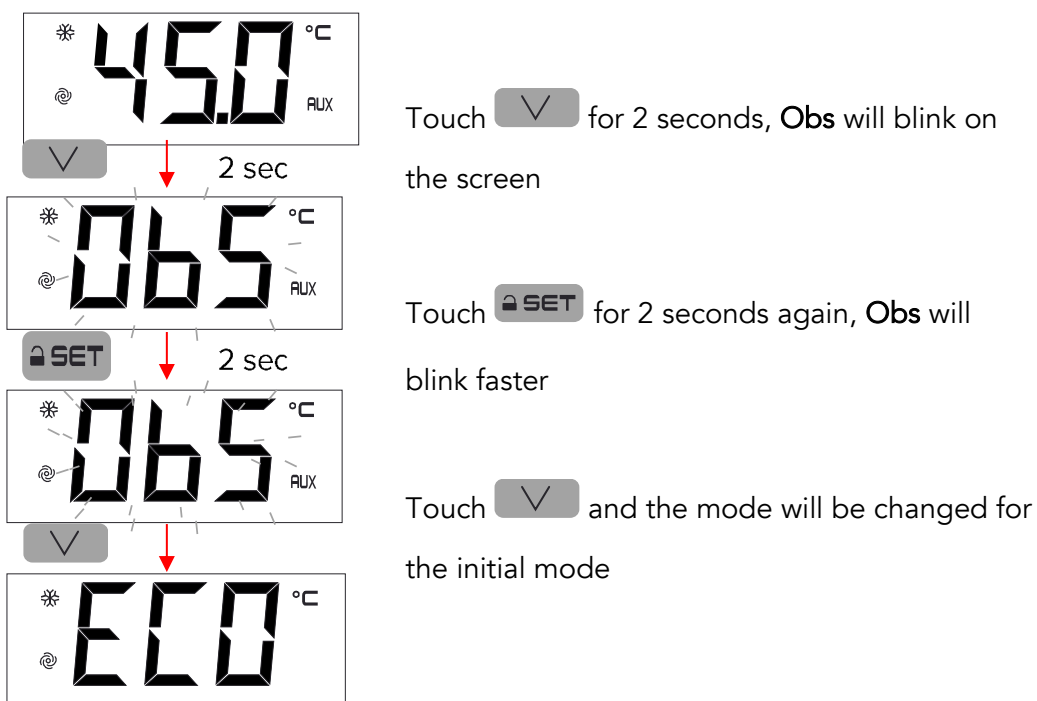 45.0 °C
AUX
Touch for 2 seconds, Obs will blink on
the screen
2 sec
ObS °C
AUX
Touch SET for 2 seconds again, Obs will
blink faster
SET 2 sec
ObS °C
AUX
Touch and the mode will be changed for
the initial mode
ECO °C